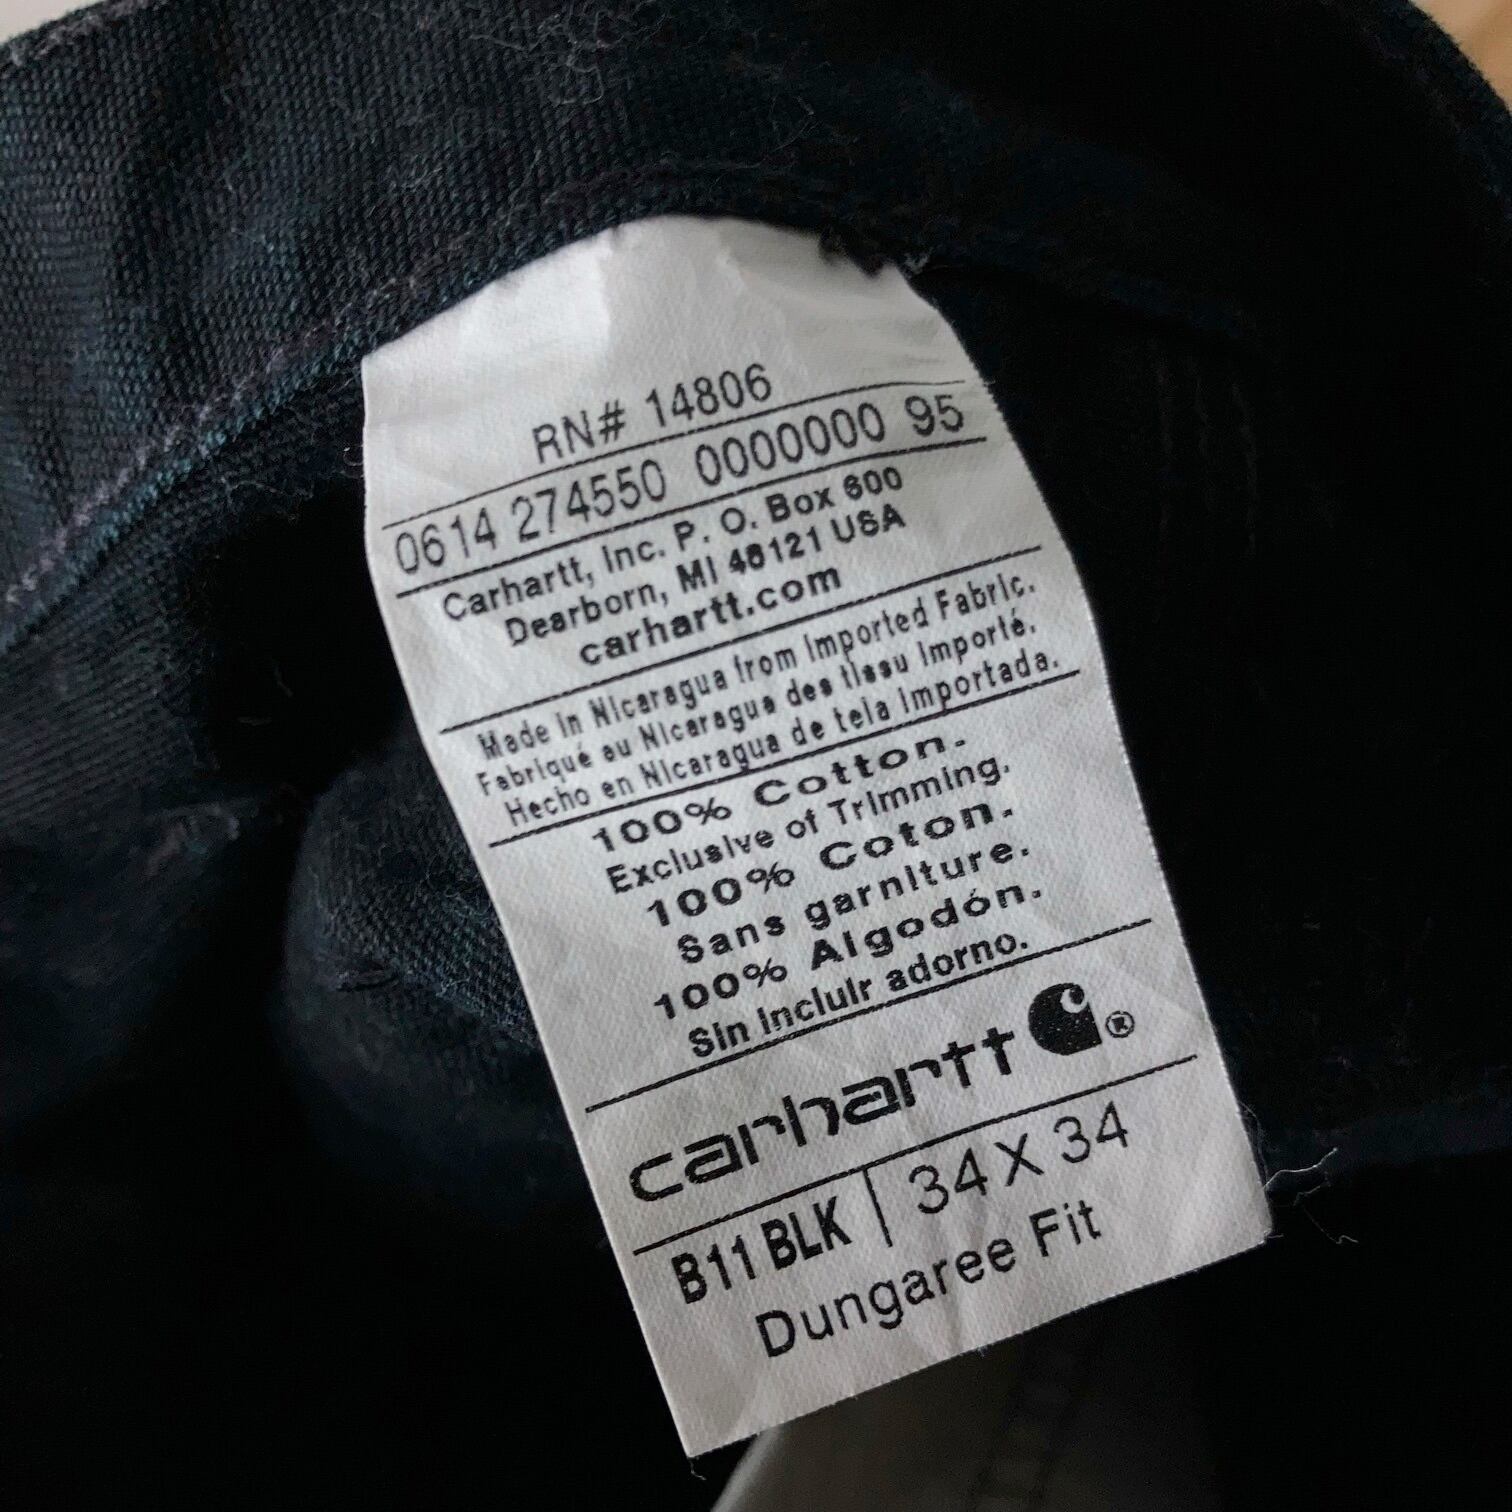 RN# 14806
0614 274550 0000000 95
Carhartt, Inc. P. O. Box 600
Dearborn, MI 48121 USA
carhartt.com
Made in Nicaragua from Imported Fabric.
Fabriqué au Nicaragua des tissu Importé.
Hecho en Nicaragua de tela Importada.
100% Cotton.
Exclusive of Trimming.
100% Coton.
Sans garniture.
100% Algodón.
Sin incluir adorno.
carhartt ®
B11 BLK | 34 X 34
Dungaree Fit